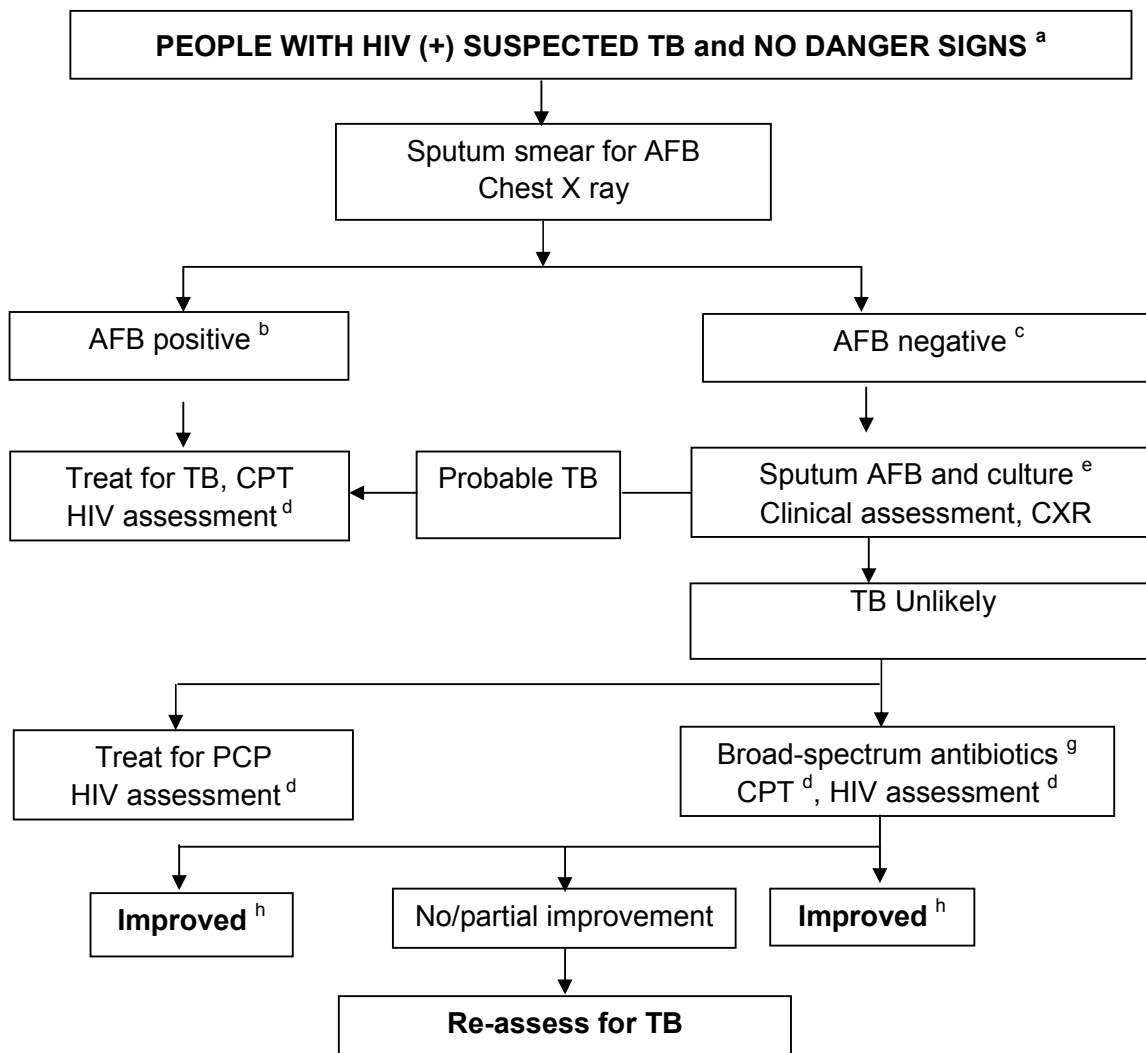 PEOPLE WITH HIV (+) SUSPECTED TB and NO DANGER SIGNS a
Sputum smear for AFB
Chest X ray
AFB positive b
AFB negative c
Treat for TB, CPT
HIV assessment d
Probable TB
Sputum AFB and culture e
Clinical assessment, CXR
TB Unlikely
Treat for PCP
HIV assessment d
Broad-spectrum antibiotics g
CPT d, HIV assessment d
Improved h
No/partial improvement
Improved h
Re-assess for TB